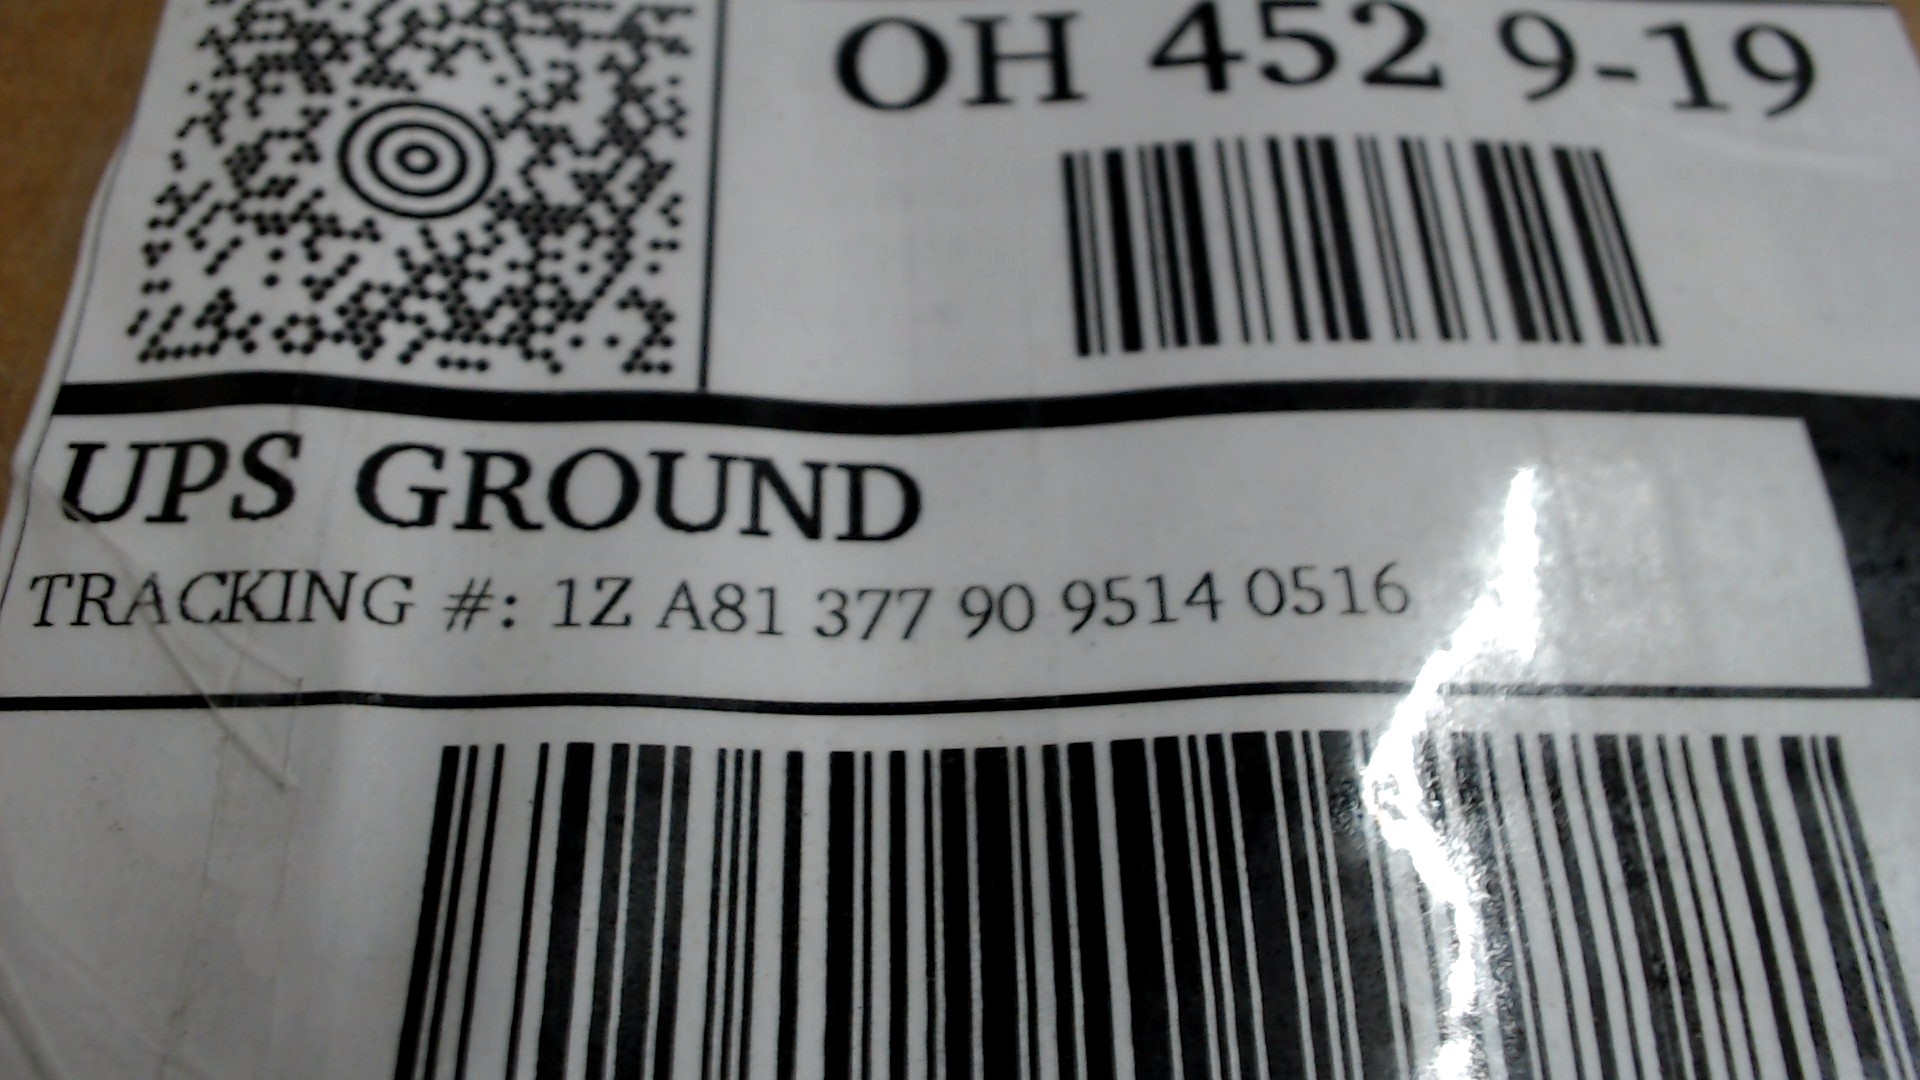 OH 452 9-19
UPS GROUND
TRACKING #: 1Z A81 377 90 9514 0516